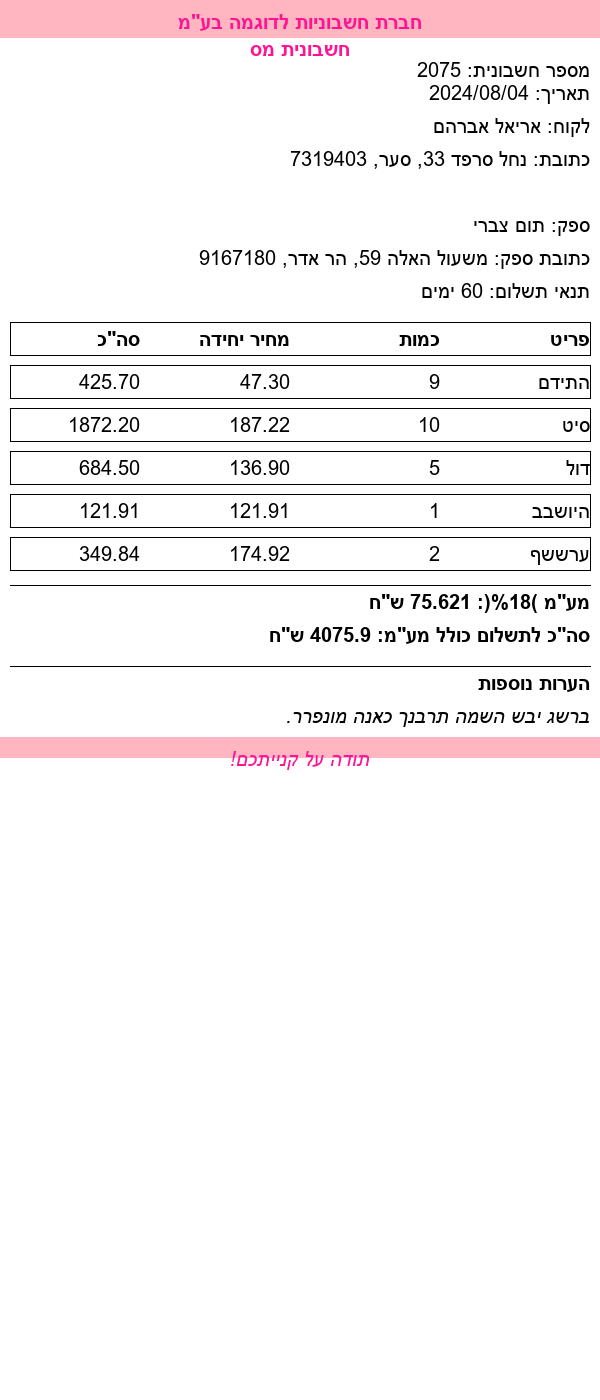 חברת חשבוניות לדוגמה בע"מ
חשבונית מס
מספר חשבונית: 2075
תאריך: 2024/08/04
לקוח: אריאל אברהם
כתובת: נחל סרפד 33, סער, 7319403
ספק: תום צברי
כתובת ספק: משעול האלה 59, הר אדר, 9167180
תנאי תשלום: 60 ימים
פריט כמות מחיר יחידה סה"כ
התידם 9 47.30 425.70
סיט 10 187.22 1872.20
דול 5 136.90 684.50
היושבב 1 121.91 121.91
ערששף 2 174.92 349.84
מע"מ )18%(: 75.621 ש"ח
סה"כ לתשלום כולל מע"מ: 4075.9 ש"ח
הערות נוספות
ברשג יבש השמה תרבנך כאנה מונפרר.
תודה על קנייתכם!